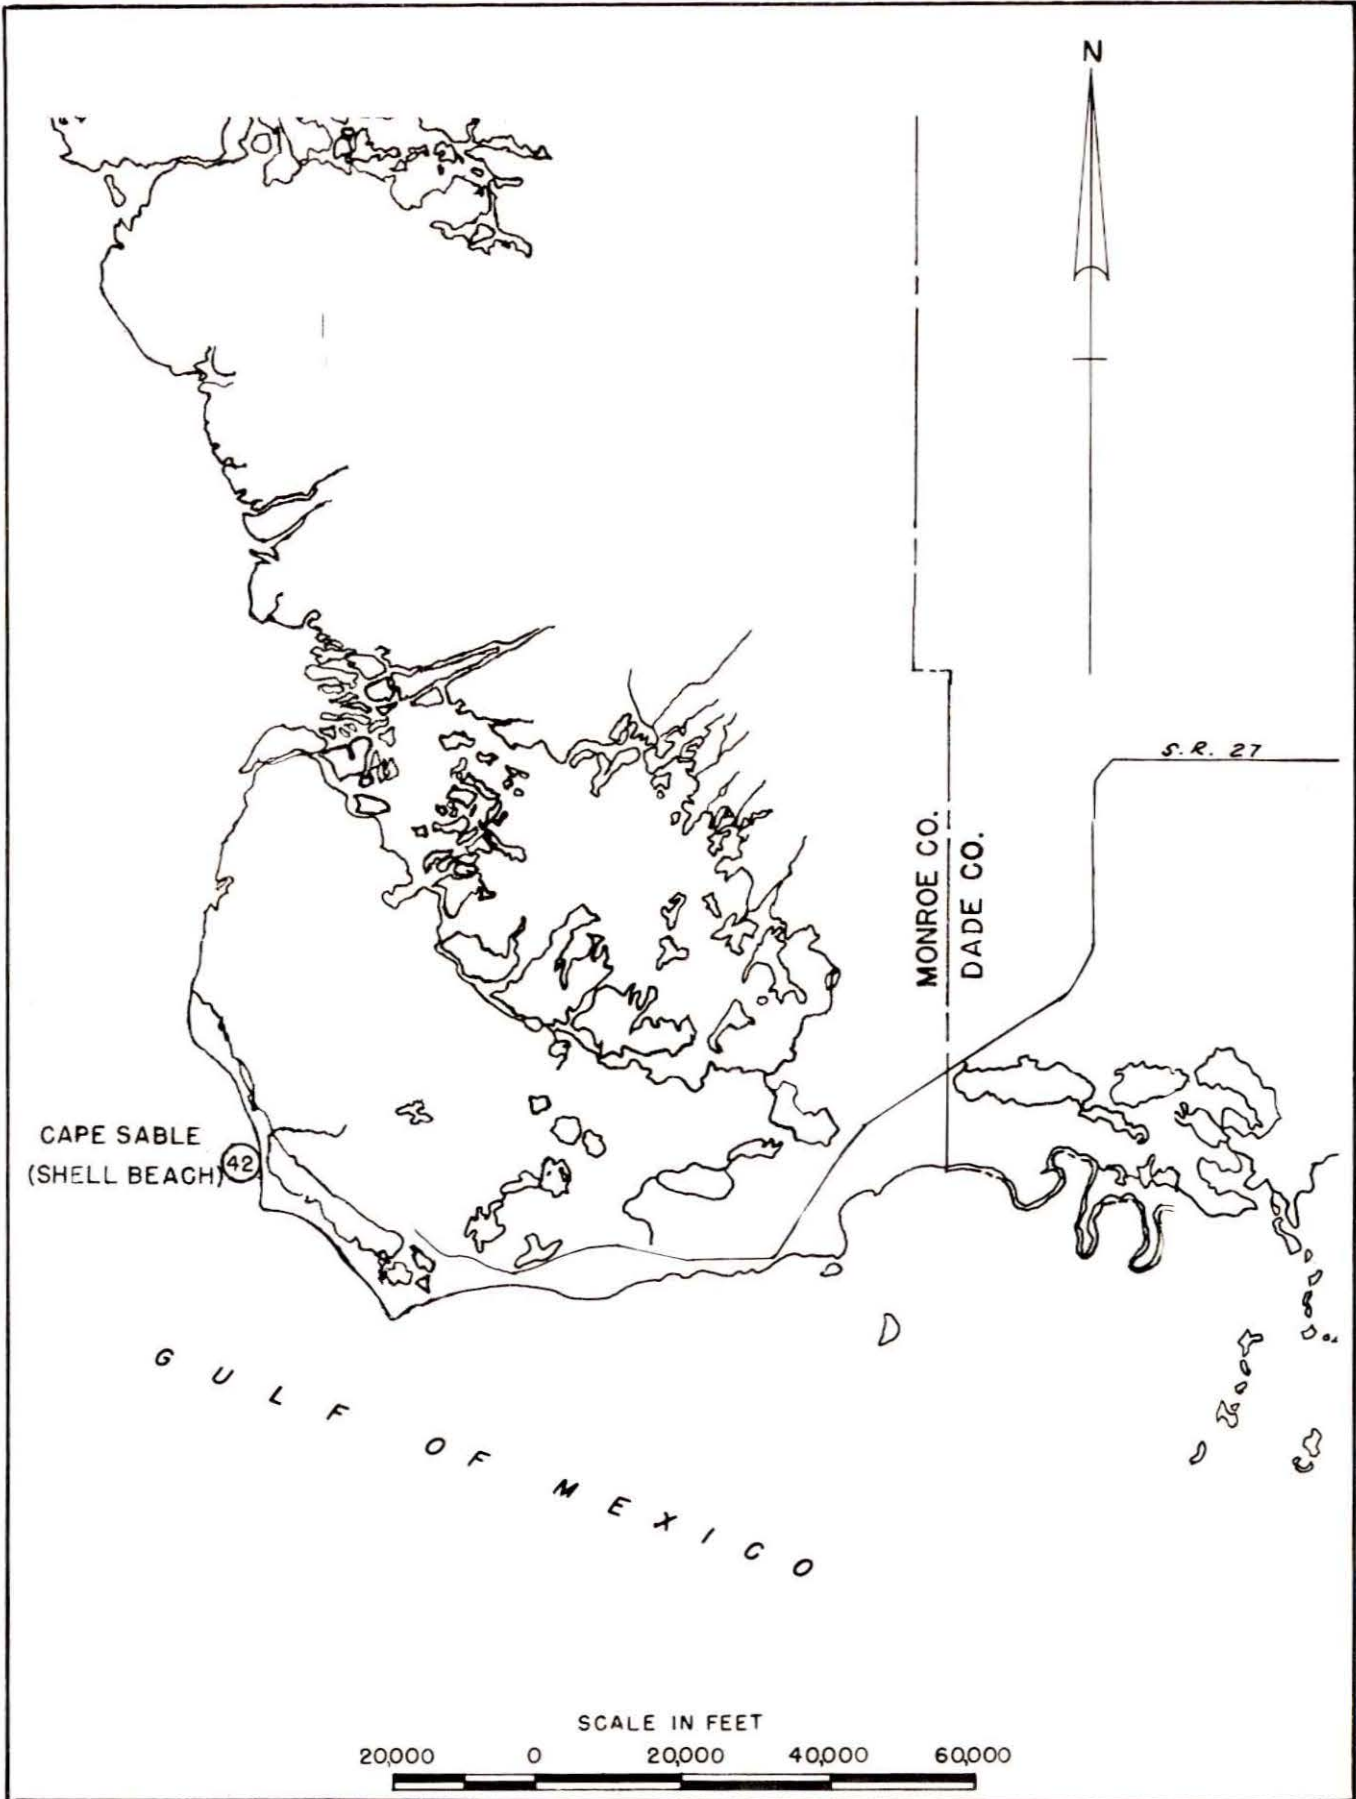 N
S.R. 27
MONROE CO.
DADE CO.
CAPE SABLE
(SHELL BEACH)
42
GULF OF MEXICO
SCALE IN FEET
20,000 0 20,000 40,000 60,000